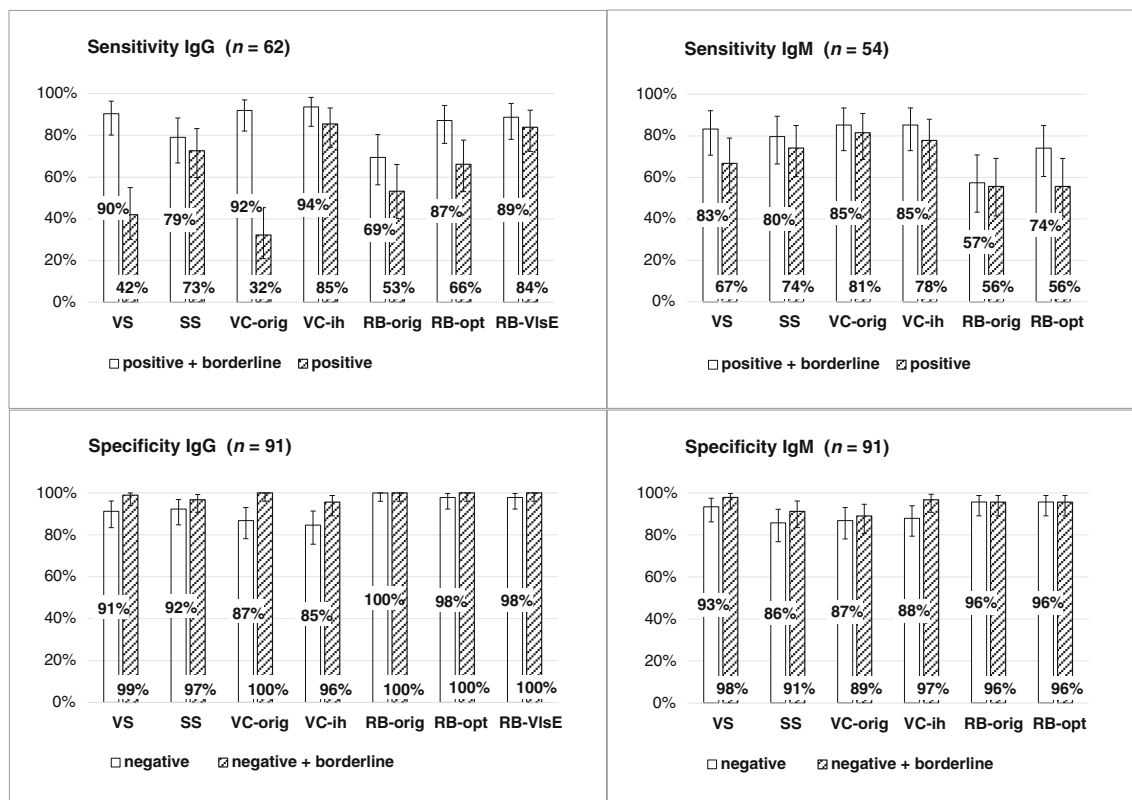 Sensitivity IgG (n = 62)
100%
80%
60%
40%
20%
0%
90% 79% 92% 94% 69% 87% 89%
42% 73% 32% 85% 53% 66% 84%
VS SS VC-orig VC-ih RB-orig RB-opt RB-VlsE
positive + borderline positive
Sensitivity IgM (n = 54)
100%
80%
60%
40%
20%
0%
83% 80% 85% 85% 57% 74%
67% 74% 81% 78% 56% 56%
VS SS VC-orig VC-ih RB-orig RB-opt
positive + borderline positive
Specificity IgG (n = 91)
100%
80%
60%
40%
20%
0%
91% 92% 87% 85% 100% 98% 98%
99% 97% 100% 96% 100% 100% 100%
VS SS VC-orig VC-ih RB-orig RB-opt RB-VlsE
negative negative + borderline
Specificity IgM (n = 91)
100%
80%
60%
40%
20%
0%
93% 86% 87% 88% 96% 96%
98% 91% 89% 97% 96% 96%
VS SS VC-orig VC-ih RB-orig RB-opt
negative negative + borderline